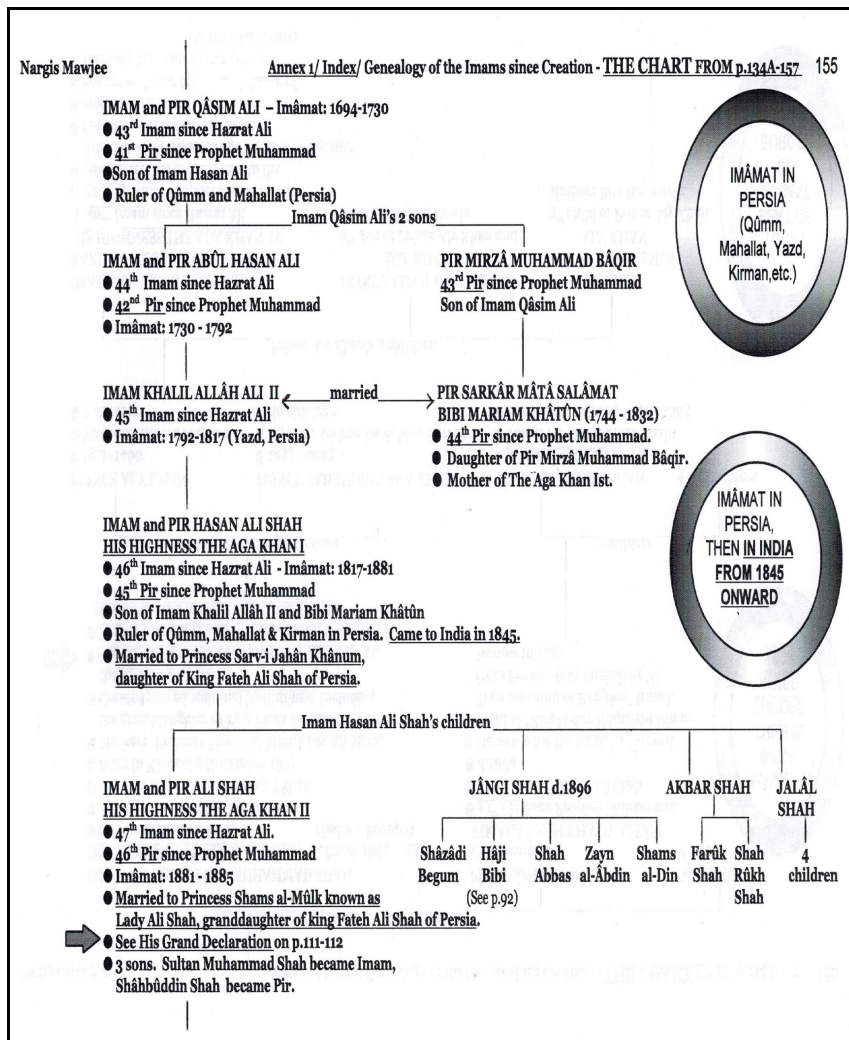 Nargis Mawjee Annex 1/ Index/ Genealogy of the Imams since Creation - THE CHART FROM p.134A-157 155
IMAM and PIR QÂSIM ALI – Imâmat: 1694-1730
● 43rd Imam since Hazrat Ali
● 41st Pir since Prophet Muhammad
●Son of Imam Hasan Ali
● Ruler of Qûmm and Mahallat (Persia)
IMÂMAT IN
PERSIA
(Qûmm,
Mahallat, Yazd,
Kirman,etc.)
Imam Qâsim Ali's 2 sons
IMAM and PIR ABÛL HASAN ALI
● 44th Imam since Hazrat Ali
● 42nd Pir since Prophet Muhammad
● Imâmat: 1730 - 1792
PIR MIRZÂ MUHAMMAD BÂQIR
43rd Pir since Prophet Muhammad
Son of Imam Qâsim Ali
IMAM KHALIL ALLÂH ALI II
● 45th Imam since Hazrat Ali
● Imâmat: 1792-1817 (Yazd, Persia)
married
PIR SARKÂR MÂTÂ SALÂMAT
BIBI MARIAM KHÂTÛN (1744 - 1832)
● 44th Pir since Prophet Muhammad.
● Daughter of Pir Mirzâ Muhammad Bâqir.
● Mother of The Aga Khan Ist.
IMÂMAT IN
PERSIA,
THEN IN INDIA
FROM 1845
ONWARD
IMAM and PIR HASAN ALI SHAH
HIS HIGHNESS THE AGA KHAN I
● 46th Imam since Hazrat Ali - Imâmat: 1817-1881
● 45th Pir since Prophet Muhammad
● Son of Imam Khalil Allâh II and Bibi Mariam Khâtûn
● Ruler of Qûmm, Mahallat & Kirman in Persia. Came to India in 1845.
● Married to Princess Sarv-i Jahân Khânum,
daughter of King Fateh Ali Shah of Persia.
Imam Hasan Ali Shah's children
IMAM and PIR ALI SHAH
HIS HIGHNESS THE AGA KHAN II
● 47th Imam since Hazrat Ali.
● 46th Pir since Prophet Muhammad
● Imâmat: 1881 - 1885
● Married to Princess Shams al-Mûlk known as
Lady Ali Shah, granddaughter of king Fateh Ali Shah of Persia.
● See His Grand Declaration on p.111-112
● 3 sons. Sultan Muhammad Shah became Imam,
Shâhbûddin Shah became Pir.
JÂNGI SHAH d.1896
AKBAR SHAH
JALÂL
SHAH
Shâzâdi
Begum
Hâji
Bibi
(See p.92)
Shah
Abbas
Zayn
al-Âbdin
Shams
al-Din
Farûk
Shah
Shah
Rûkh
Shah
4
children